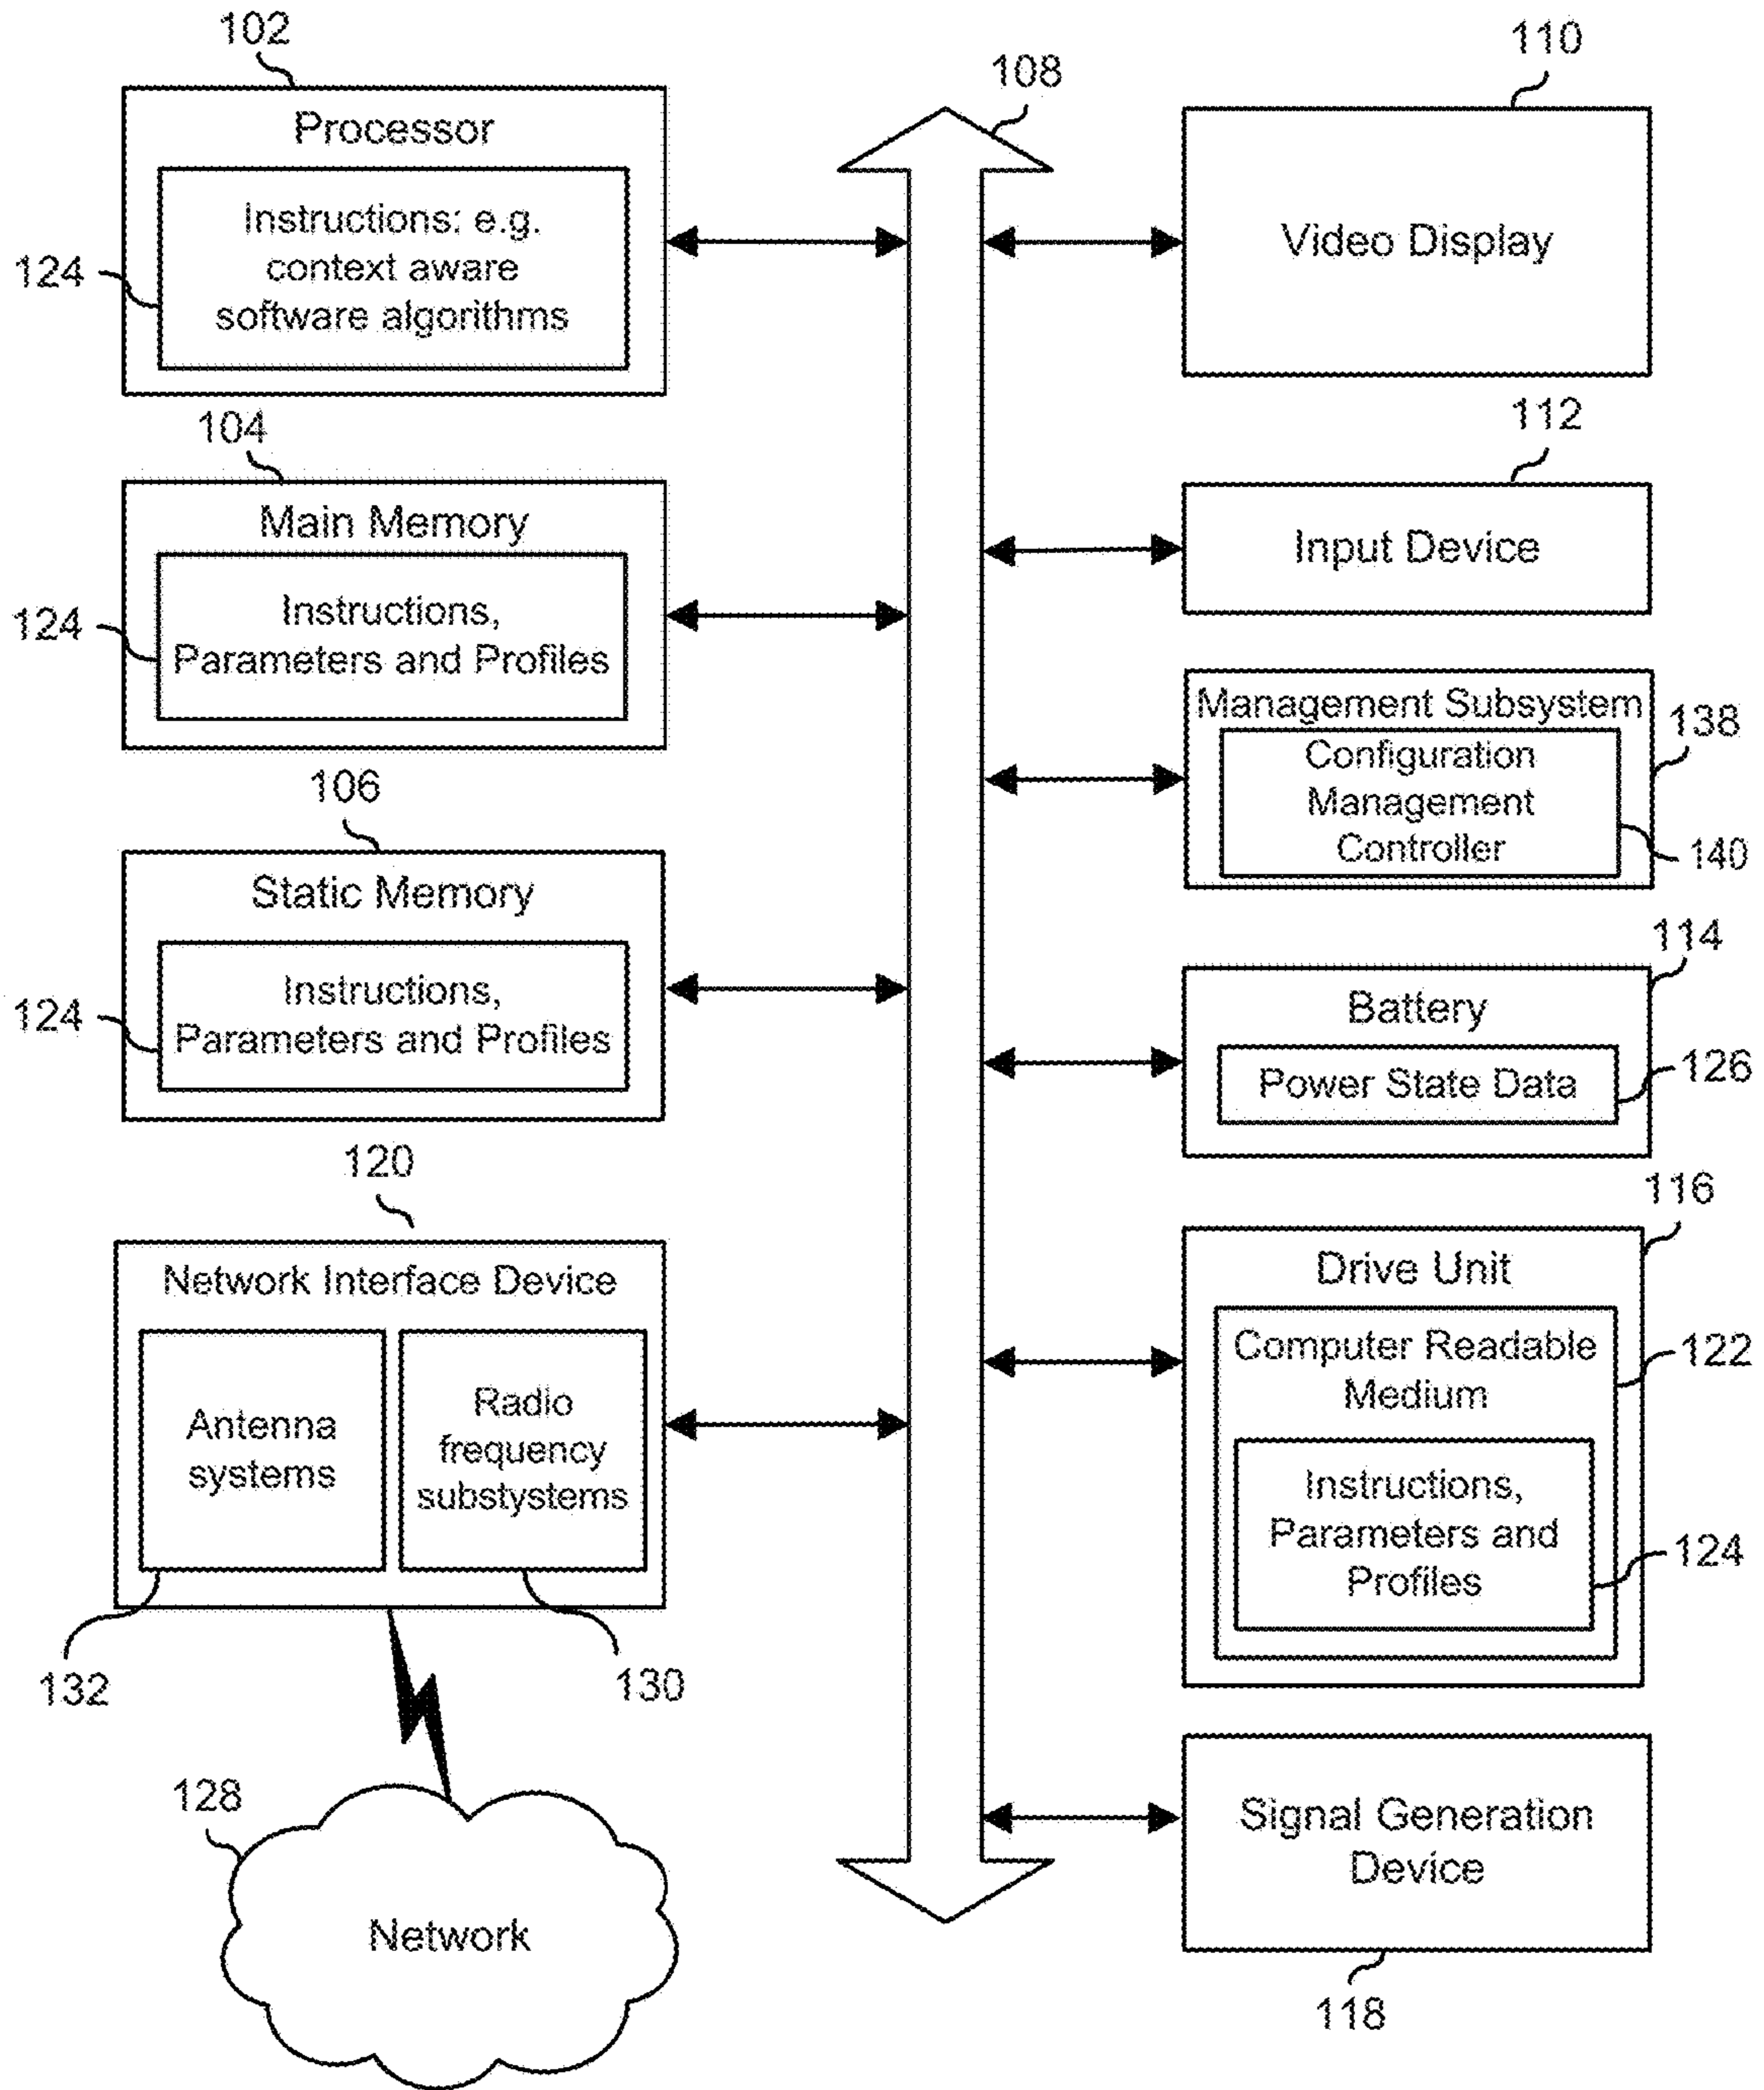 102
Processor
Instructions: e.g.
context aware
software algorithms
124
104
Main Memory
Instructions,
Parameters and Profiles
124
106
Static Memory
Instructions,
Parameters and Profiles
124
120
Network Interface Device
Antenna
systems
Radio
frequency
substystems
132
130
128
Network
108
110
Video Display
112
Input Device
Management Subsystem
138
Configuration
Management
Controller
140
114
Battery
Power State Data
126
116
Drive Unit
Computer Readable
Medium
122
Instructions,
Parameters and
Profiles
124
Signal Generation
Device
118